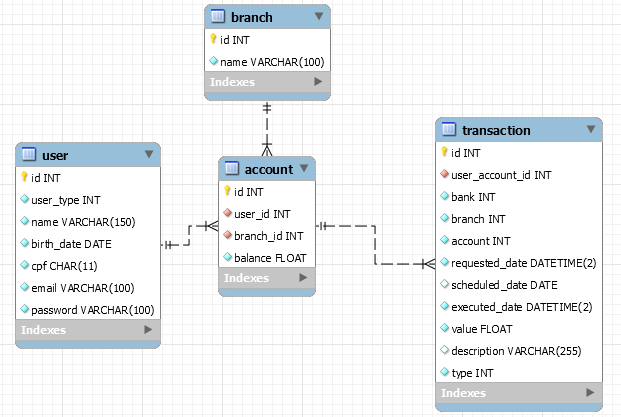 branch
id INT
name VARCHAR(100)
Indexes
user
id INT
user_type INT
name VARCHAR(150)
birth_date DATE
cpf CHAR(11)
email VARCHAR(100)
password VARCHAR(100)
Indexes
account
id INT
user_id INT
branch_id INT
balance FLOAT
Indexes
transaction
id INT
user_account_id INT
bank INT
branch INT
account INT
requested_date DATETIME(2)
scheduled_date DATE
executed_date DATETIME(2)
value FLOAT
description VARCHAR(255)
type INT
Indexes